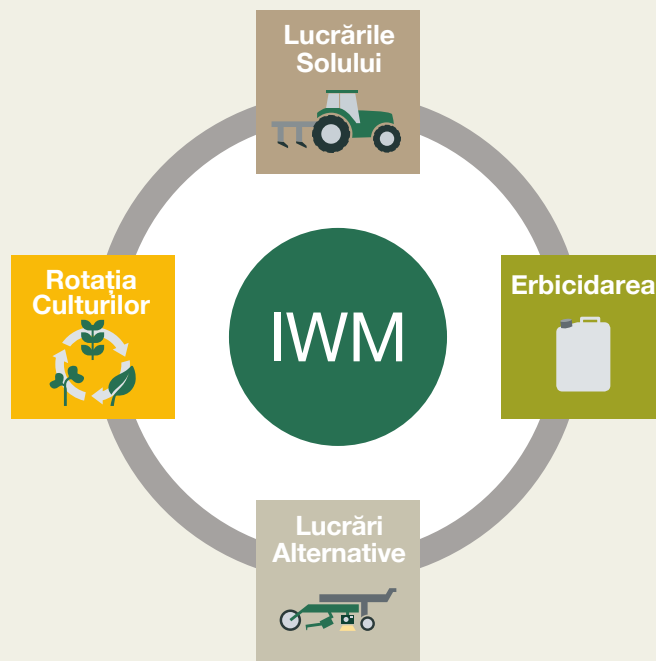 Lucrările
Solului
Rotația
Culturilor
IWM
Erbicidarea
Lucrări
Alternative